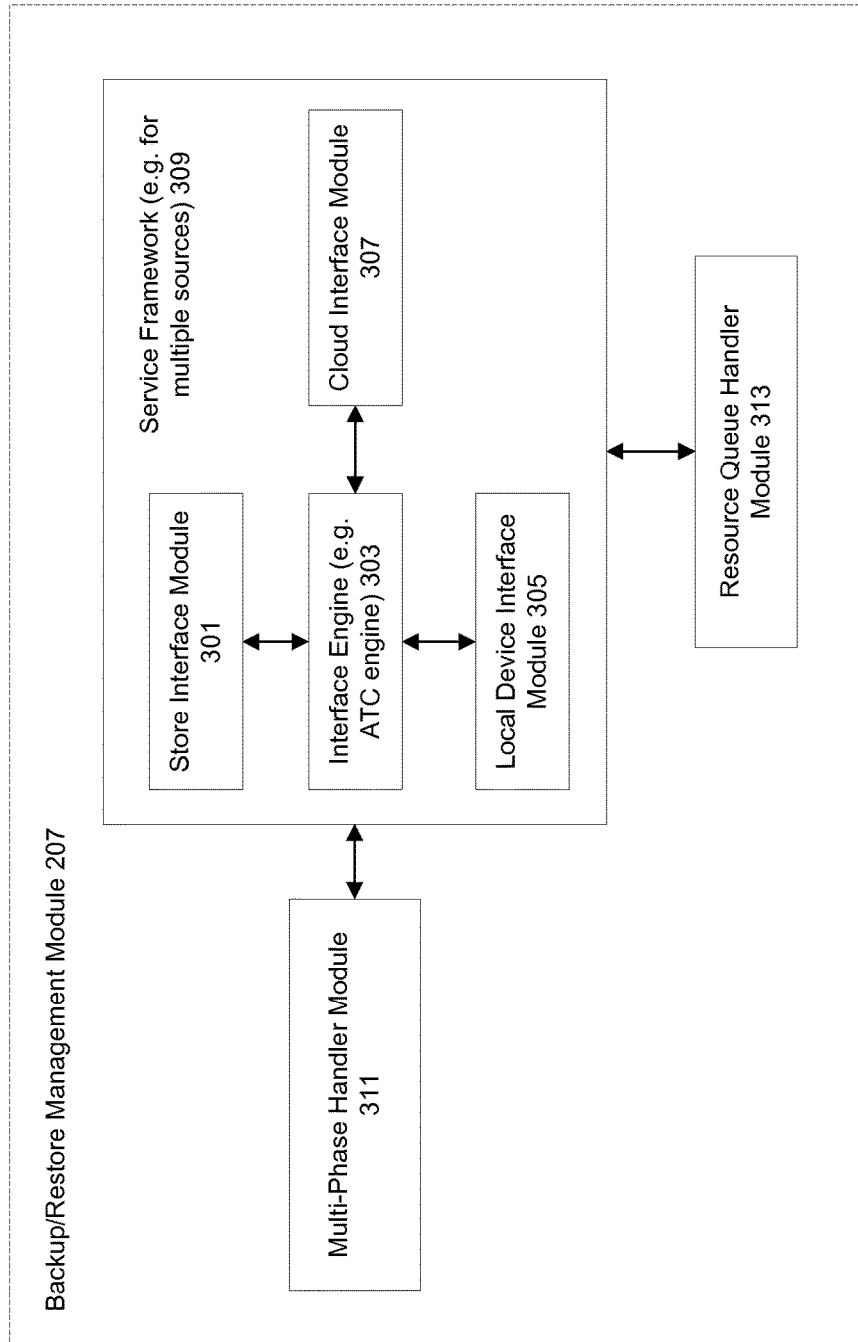 Backup/Restore Management Module 207
Service Framework (e.g. for
multiple sources) 309
Store Interface Module
301
Interface Engine (e.g.
ATC engine) 303
Cloud Interface Module
307
Local Device Interface
Module 305
Multi-Phase Handler Module
311
Resource Queue Handler
Module 313